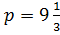 p = 9 1/3